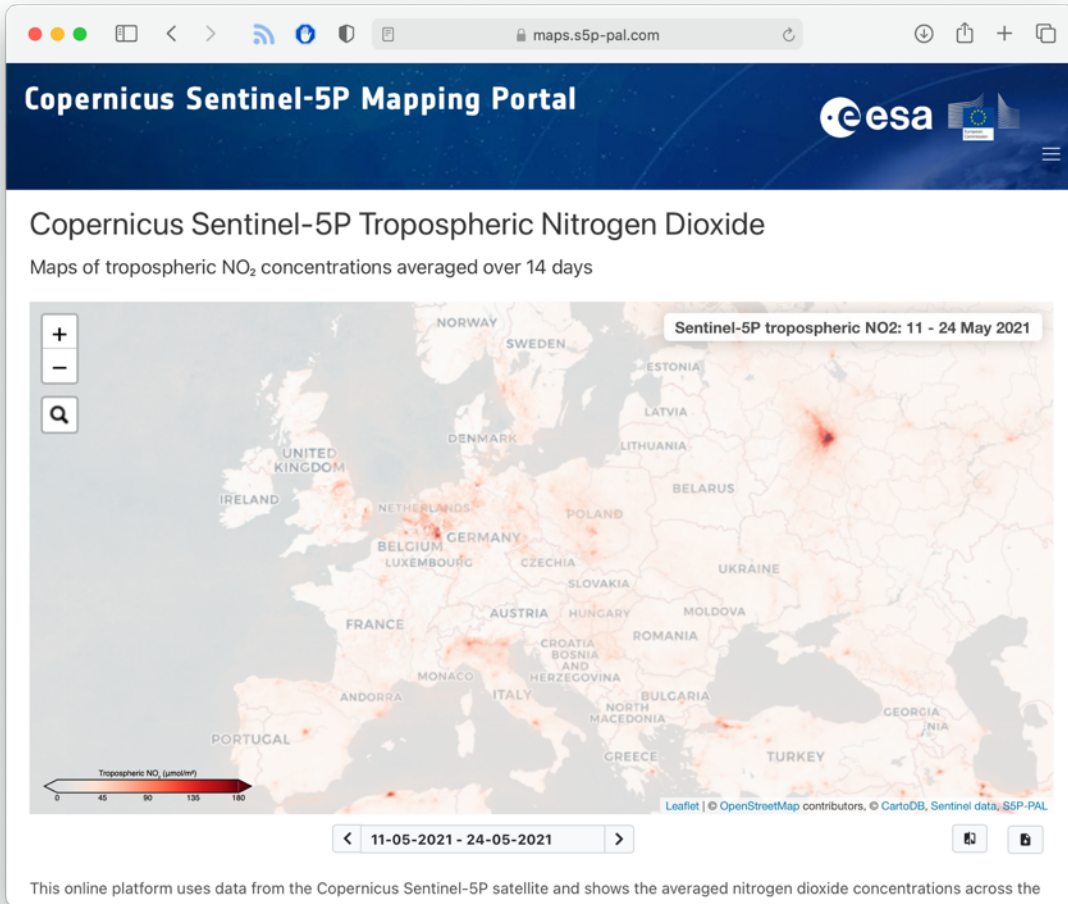 maps.s5p-pal.com
Copernicus Sentinel-5P Mapping Portal
esa
European
Commission
Copernicus Sentinel-5P Tropospheric Nitrogen Dioxide
Maps of tropospheric NO₂ concentrations averaged over 14 days
+
−
Sentinel-5P tropospheric NO2: 11 - 24 May 2021
NORWAY
SWEDEN
ESTONIA
LATVIA
DENMARK
LITHUANIA
UNITED
KINGDOM
BELARUS
IRELAND
NETHERLANDS
POLAND
GERMANY
BELGIUM
LUXEMBOURG
CZECHIA
UKRAINE
SLOVAKIA
AUSTRIA
HUNGARY
MOLDOVA
FRANCE
ROMANIA
CROATIA
BOSNIA
AND
HERZEGOVINA
MONACO
ANDORRA
ITALY
BULGARIA
NORTH
MACEDONIA
GEORGIA
NIA
PORTUGAL
GREECE
TURKEY
Tropospheric NO₂ (μmol/m²)
0 45 90 135 180
Leaflet | © OpenStreetMap contributors, © CartoDB, Sentinel data, S5P-PAL
11-05-2021 - 24-05-2021
This online platform uses data from the Copernicus Sentinel-5P satellite and shows the averaged nitrogen dioxide concentrations across the